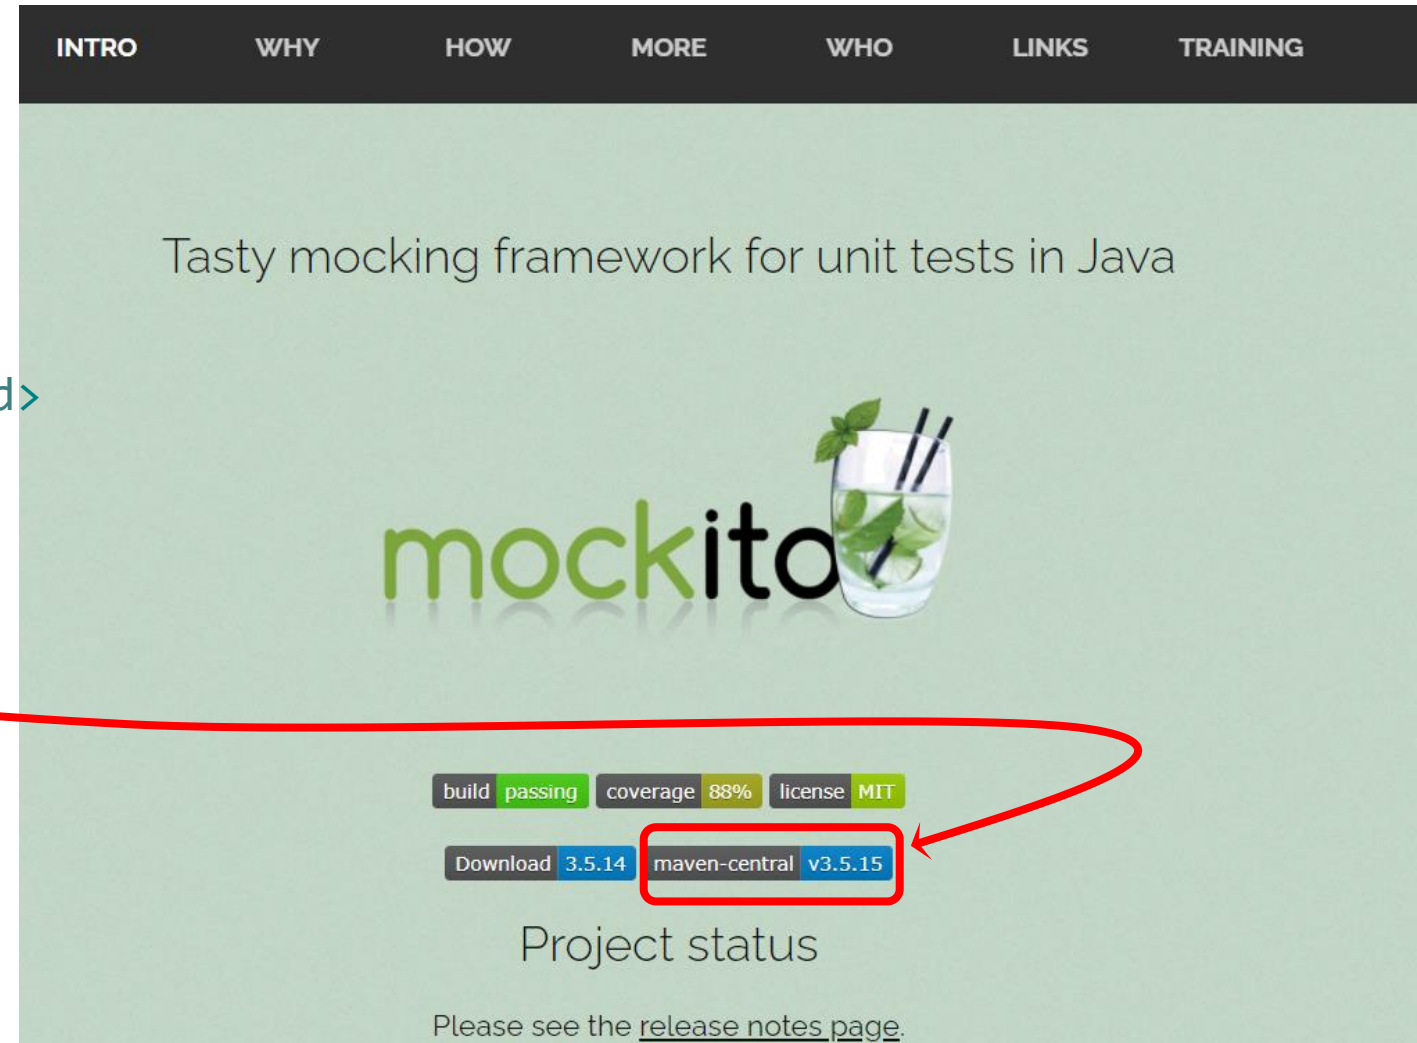 INTRO WHY HOW MORE WHO LINKS TRAINING
Tasty mocking framework for unit tests in Java
d>
mockito
build passing coverage 88% license MIT
Download 3.5.14 maven-central v3.5.15
Project status
Please see the release notes page.